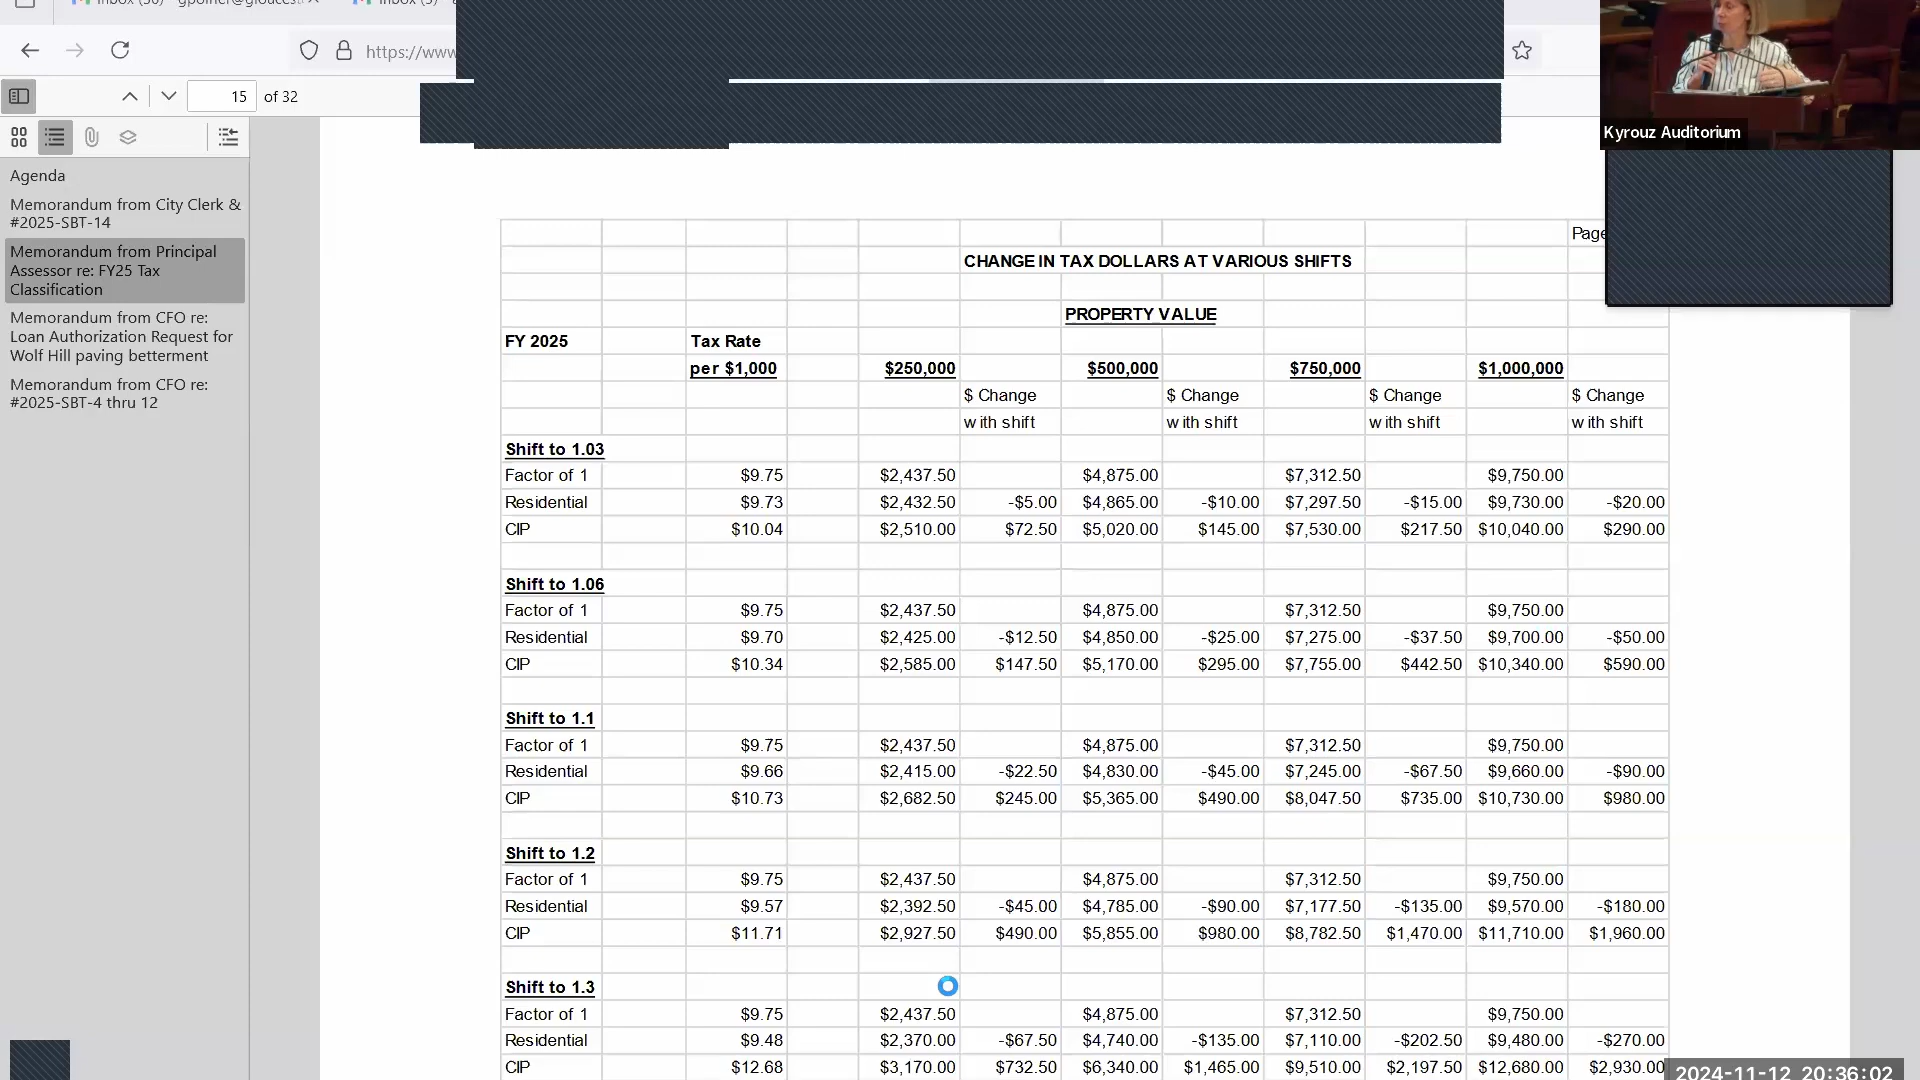 Inbox (30) - gpoirier@glouces
Inbox (5) -
https://www
15 of 32
Kyrouz Auditorium
Agenda
Memorandum from City Clerk &
#2025-SBT-14
Memorandum from Principal
Assessor re: FY25 Tax
Classification
Memorandum from CFO re:
Loan Authorization Request for
Wolf Hill paving betterment
Memorandum from CFO re:
#2025-SBT-4 thru 12
Page
CHANGE IN TAX DOLLARS AT VARIOUS SHIFTS
PROPERTY VALUE
FY 2025 Tax Rate
per $1,000 $250,000 $500,000 $750,000 $1,000,000
$ Change $ Change $ Change $ Change
with shift with shift with shift with shift
Shift to 1.03
Factor of 1 $9.75 $2,437.50 $4,875.00 $7,312.50 $9,750.00
Residential $9.73 $2,432.50 -$5.00 $4,865.00 -$10.00 $7,297.50 -$15.00 $9,730.00 -$20.00
CIP $10.04 $2,510.00 $72.50 $5,020.00 $145.00 $7,530.00 $217.50 $10,040.00 $290.00
Shift to 1.06
Factor of 1 $9.75 $2,437.50 $4,875.00 $7,312.50 $9,750.00
Residential $9.70 $2,425.00 -$12.50 $4,850.00 -$25.00 $7,275.00 -$37.50 $9,700.00 -$50.00
CIP $10.34 $2,585.00 $147.50 $5,170.00 $295.00 $7,755.00 $442.50 $10,340.00 $590.00
Shift to 1.1
Factor of 1 $9.75 $2,437.50 $4,875.00 $7,312.50 $9,750.00
Residential $9.66 $2,415.00 -$22.50 $4,830.00 -$45.00 $7,245.00 -$67.50 $9,660.00 -$90.00
CIP $10.73 $2,682.50 $245.00 $5,365.00 $490.00 $8,047.50 $735.00 $10,730.00 $980.00
Shift to 1.2
Factor of 1 $9.75 $2,437.50 $4,875.00 $7,312.50 $9,750.00
Residential $9.57 $2,392.50 -$45.00 $4,785.00 -$90.00 $7,177.50 -$135.00 $9,570.00 -$180.00
CIP $11.71 $2,927.50 $490.00 $5,855.00 $980.00 $8,782.50 $1,470.00 $11,710.00 $1,960.00
Shift to 1.3
Factor of 1 $9.75 $2,437.50 $4,875.00 $7,312.50 $9,750.00
Residential $9.48 $2,370.00 -$67.50 $4,740.00 -$135.00 $7,110.00 -$202.50 $9,480.00 -$270.00
CIP $12.68 $3,170.00 $732.50 $6,340.00 $1,465.00 $9,510.00 $2,197.50 $12,680.00 $2,930.00
2024-11-12 20:36:02